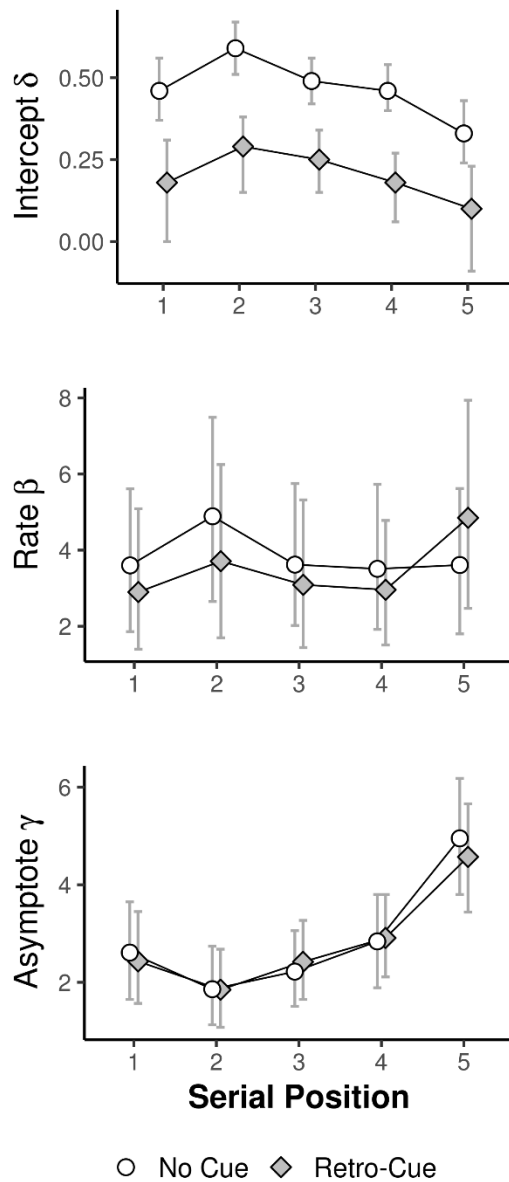 Intercept δ
0.50
0.25
0.00
1 2 3 4 5
Rate β
8
6
4
2
1 2 3 4 5
Asymptote γ
6
4
2
1 2 3 4 5
Serial Position
No Cue Retro-Cue